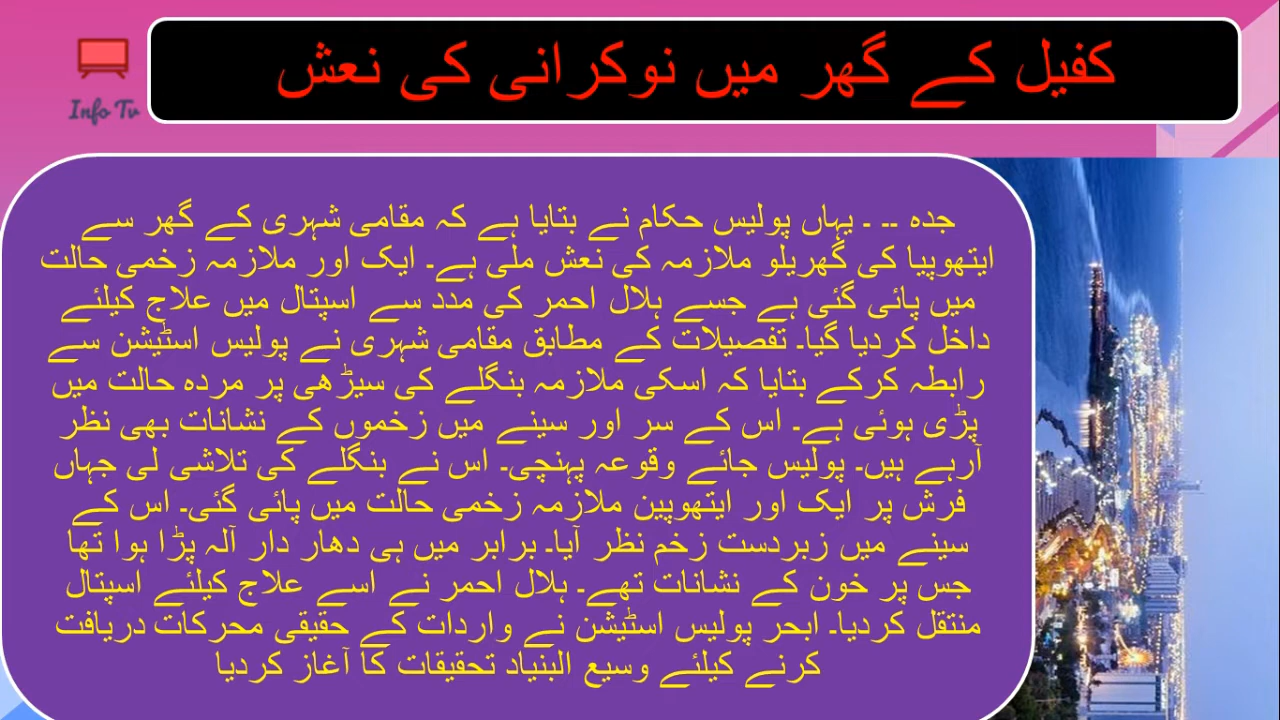 کفیل کے گھر میں نوکرانی کی نعش
Info Tv
جدہ ۔۔ ۔ یہاں پولیس حکام نے بتایا ہے کہ مقامی شہری کے گھر سے
ایتھوپیا کی گھریلو ملازمہ کی نعش ملی ہے۔ ایک اور ملازمہ زخمی حالت
میں پائی گئی ہے جسے ہلال احمر کی مدد سے اسپتال میں علاج کیلئے
داخل کردیا گیا۔ تفصیلات کے مطابق مقامی شہری نے پولیس اسٹیشن سے
رابطہ کرکے بتایا کہ اسکی ملازمہ بنگلے کی سیڑھی پر مردہ حالت میں
پڑی ہوئی ہے۔ اس کے سر اور سینے میں زخموں کے نشانات بھی نظر
آرہے ہیں۔ پولیس جائے وقوعہ پہنچی۔ اس نے بنگلے کی تلاشی لی جہاں
فرش پر ایک اور ایتھوپین ملازمہ زخمی حالت میں پائی گئی۔ اس کے
سینے میں زبردست زخم نظر آیا۔ برابر میں ہی دھار دار آلہ پڑا ہوا تھا
جس پر خون کے نشانات تھے۔ ہلال احمر نے اسے علاج کیلئے اسپتال
منتقل کردیا۔ ابحر پولیس اسٹیشن نے واردات کے حقیقی محرکات دریافت
کرنے کیلئے وسیع البنیاد تحقیقات کا آغاز کردیا